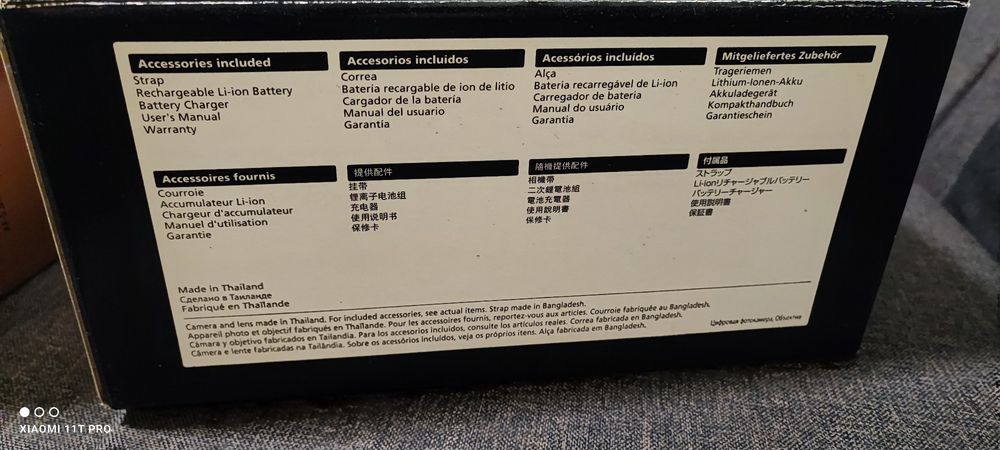 Accessories included
Strap
Rechargeable Li-ion Battery
Battery Charger
User's Manual
Warranty
Accesorios incluidos
Correa
Batería recargable de ion de litio
Cargador de la batería
Manual del usuario
Garantía
Acessórios incluídos
Alça
Bateria recarregável de Li-ion
Carregador de bateria
Manual do usuário
Garantia
Mitgeliefertes Zubehör
Trageriemen
Lithium-Ionen-Akku
Akkuladegerät
Kompakthandbuch
Garantieschein
Accessoires fournis
Courroie
Accumulateur Li-ion
Chargeur d'accumulateur
Manuel d'utilisation
Garantie
提供配件
挂带
锂离子电池组
充电器
使用说明书
保修卡
隨機提供配件
相機帶
二次鋰電池組
電池充電器
使用說明書
保修卡
付属品
ストラップ
Li-ionリチャージャブルバッテリー
バッテリーチャージャー
使用説明書
保証書
Made in Thailand
Сделано в Таиланде
Fabriqué en Thaïlande
Camera and lens made in Thailand. For included accessories, see actual items. Strap made in Bangladesh.
Appareil photo et objectif fabriqués en Thaïlande. Pour les accessoires fournis, reportez-vous aux articles. Courroie fabriquée au Bangladesh.
Cámara y objetivo fabricados en Tailandia. Para los accesorios incluidos, consulte los artículos reales. Correa fabricada en Bangladesh.
Câmera e lente fabricadas na Tailândia. Sobre os acessórios incluídos, veja os próprios itens. Alça fabricada em Bangladesh.
Цифровая фотокамера, Объектив
XIAOMI 11T PRO